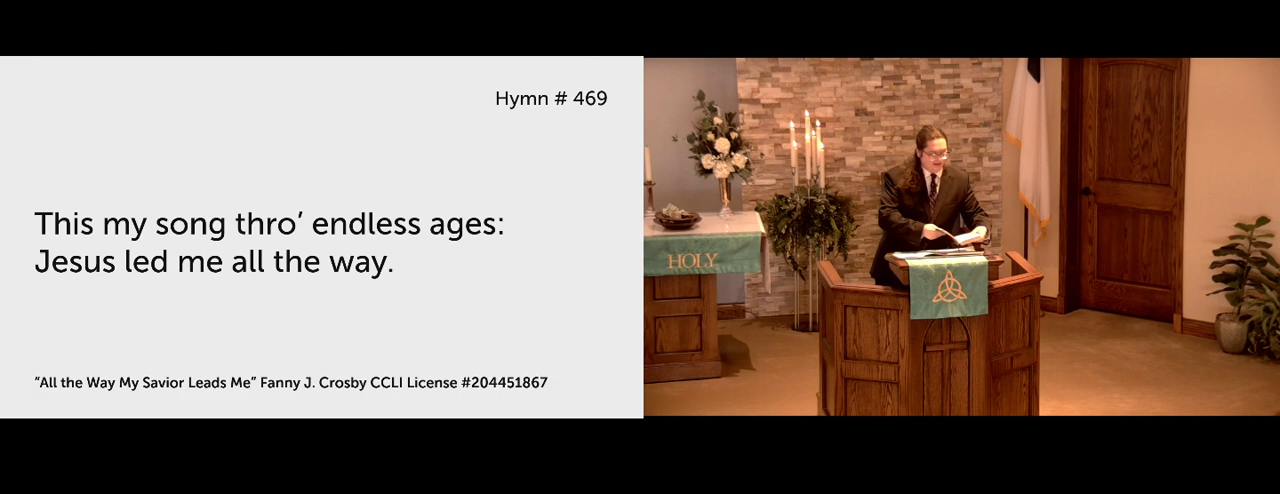 Hymn # 469
This my song thro’ endless ages:
Jesus led me all the way.
“All the Way My Savior Leads Me” Fanny J. Crosby CCLI License #204451867
HOLY